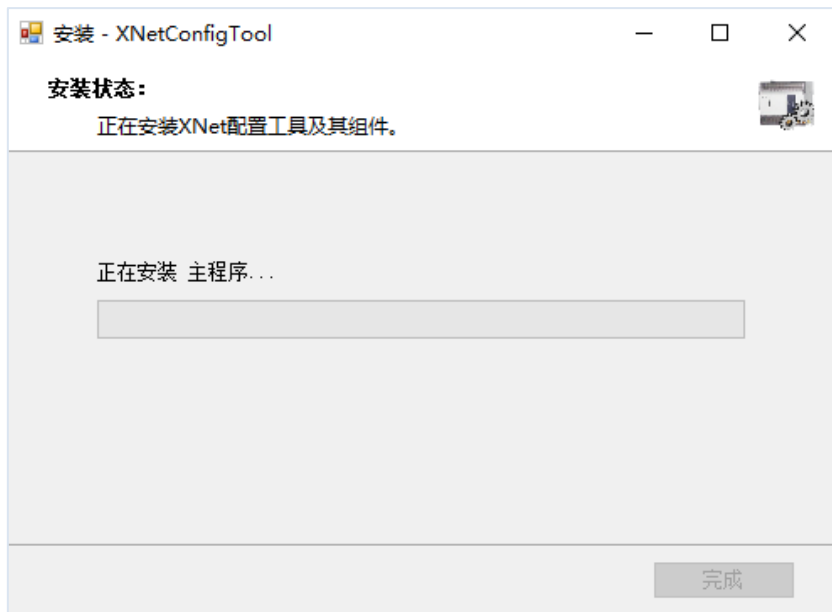 安装 - XNetConfigTool
安装状态：
正在安装XNet配置工具及其组件。
正在安装 主程序...
完成